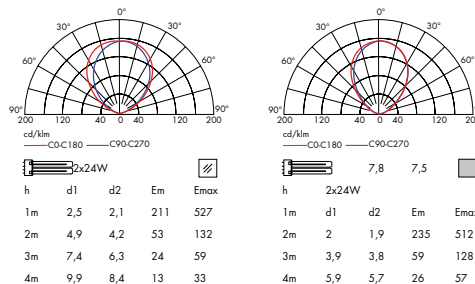 0°
30° 30°
60° 60°
90° 90°
200 120 40 0 40 120 200
cd/klm
C0-C180 C90-C270
2x24W
h d1 d2 Em Emax
1m 2,5 2,1 211 527
2m 4,9 4,2 53 132
3m 7,4 6,3 24 59
4m 9,9 8,4 13 33
0°
30° 30°
60° 60°
90° 90°
200 120 40 40 120 200
cd/klm
C0-C180 C90-C270
7,8 7,5
h 2x24W
1m d1 d2 Em Emax
2m 2 1,9 235 512
3m 3,9 3,8 59 128
4m 5,9 5,7 26 57